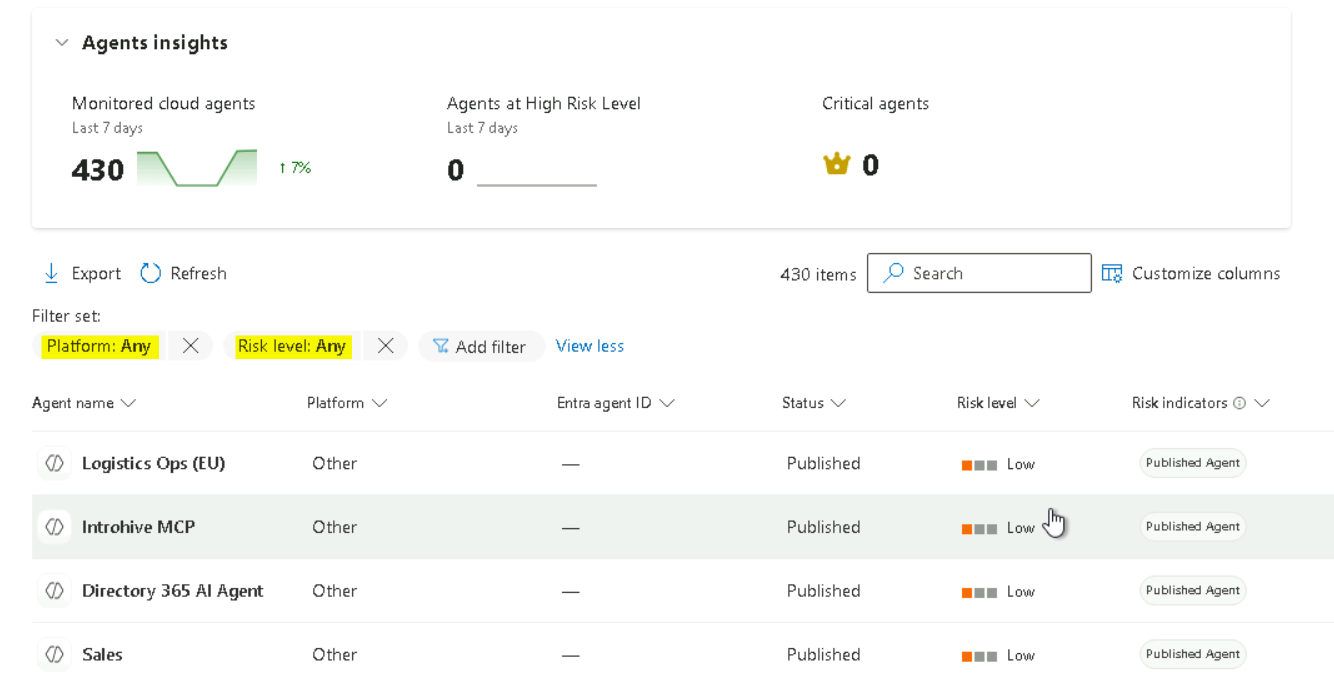 Agents insights
Monitored cloud agents
Last 7 days
430 ↑ 7%
Agents at High Risk Level
Last 7 days
0
Critical agents
0
Export Refresh 430 items Search Customize columns
Filter set:
Platform: Any Risk level: Any Add filter View less
Agent name Platform Entra agent ID Status Risk level Risk indicators
Logistics Ops (EU) Other — Published Low Published Agent
Introhive MCP Other — Published Low Published Agent
Directory 365 AI Agent Other — Published Low Published Agent
Sales Other — Published Low Published Agent